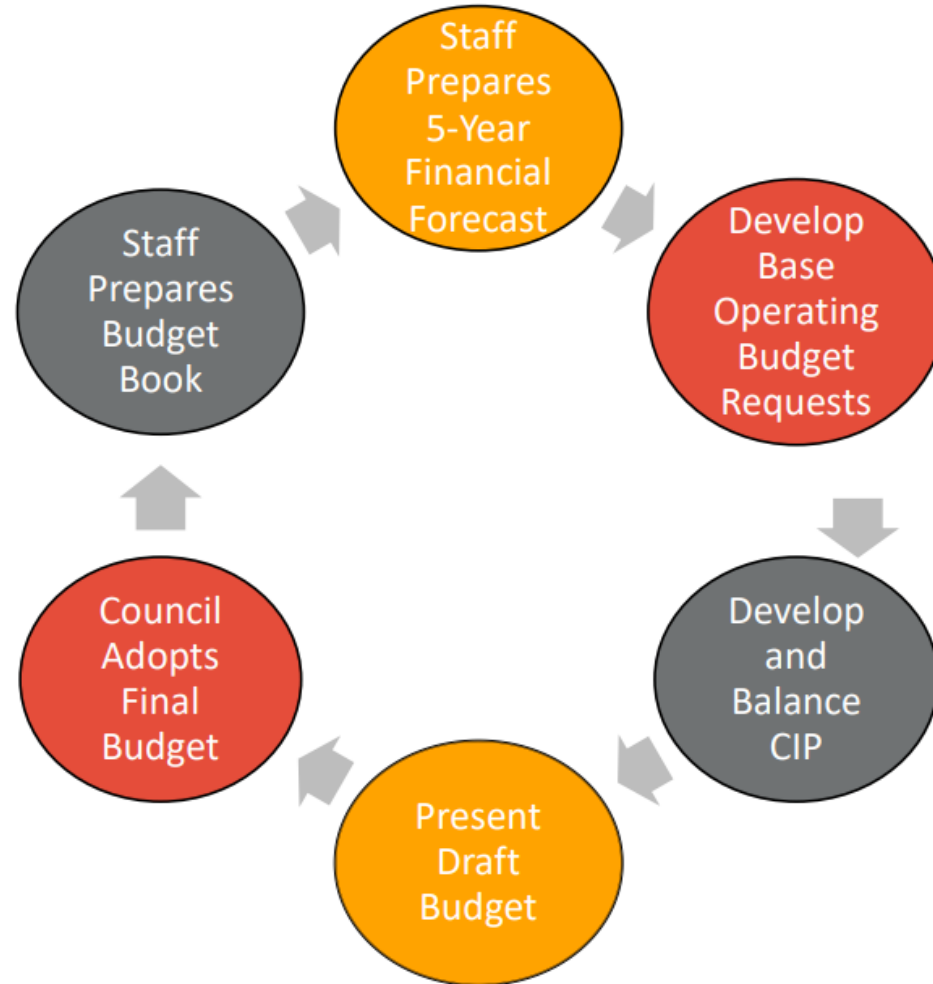 Staff
Prepares
5-Year
Financial
Forecast
Develop
Base
Operating
Budget
Requests
Develop
and
Balance
CIP
Present
Draft
Budget
Council
Adopts
Final
Budget
Staff
Prepares
Budget
Book